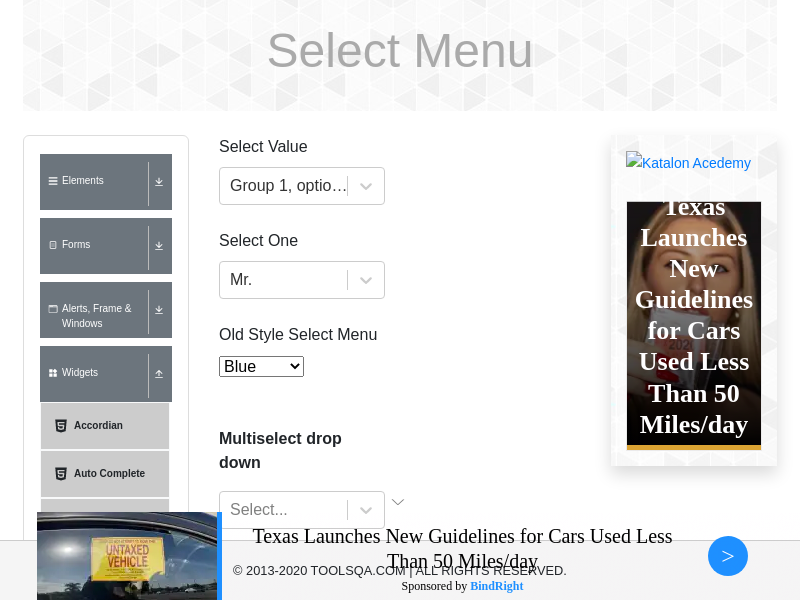 Select Menu
Elements
Forms
Alerts, Frame &
Windows
Widgets
Accordian
Auto Complete
Select Value
Group 1, optio...
Select One
Mr.
Old Style Select Menu
Blue
Multiselect drop
down
Select...
Katalon Acedemy
Texas
Launches
New
Guidelines
for Cars
Used Less
Than 50
Miles/day
UNTAXED
VEHICLE
Texas Launches New Guidelines for Cars Used Less
Than 50 Miles/day
© 2013-2020 TOOLSQA.COM | ALL RIGHTS RESERVED.
Sponsored by BindRight
>